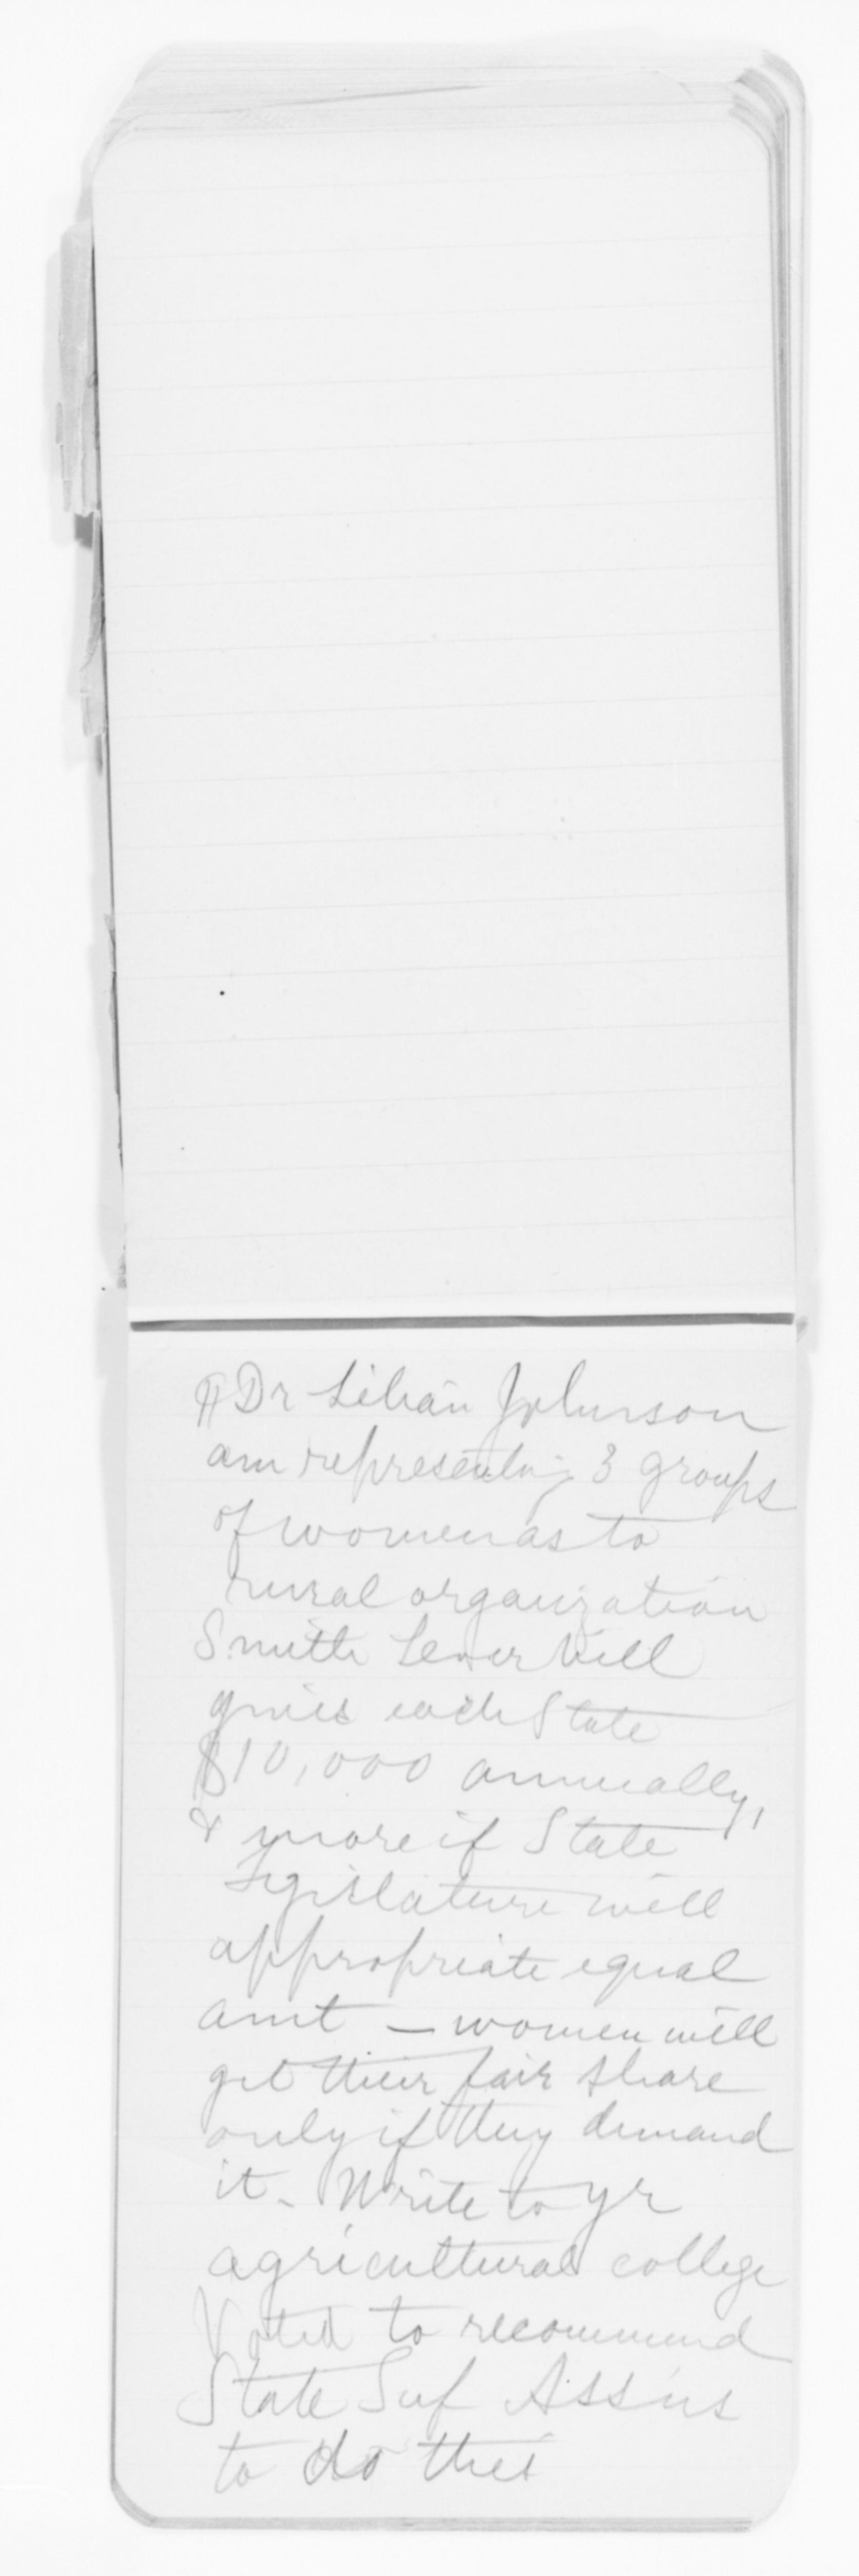 ¶ Dr Lilian Johnson
am representing 3 groups
of women as to
rural organization
Smith Lever bill
gives each State
$10,000 annually,
& more if State
Legislature will
appropriate equal
amt – women will
get their fair share
only if they demand
it. Write to yr
agricultural college
Voted to recommend
State Suf Ass'ns
to do this